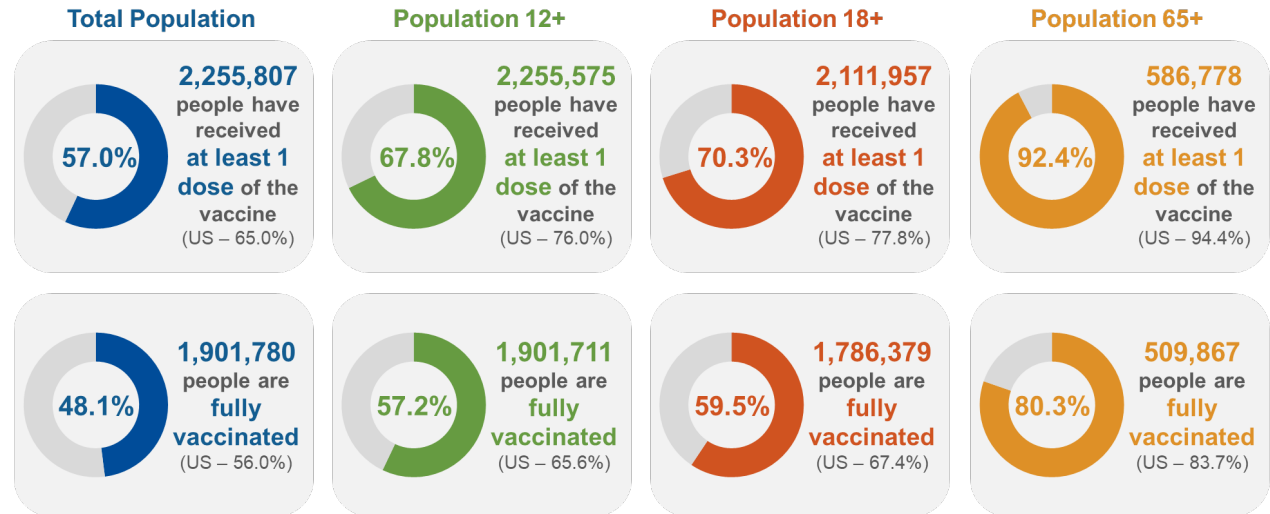 Total Population
Population 12+
Population 18+
Population 65+
57.0%
2,255,807
people have
received
at least 1
dose of the
vaccine
(US – 65.0%)
67.8%
2,255,575
people have
received
at least 1
dose of the
vaccine
(US – 76.0%)
70.3%
2,111,957
people have
received
at least 1
dose of the
vaccine
(US – 77.8%)
92.4%
586,778
people have
received
at least 1
dose of the
vaccine
(US – 94.4%)
48.1%
1,901,780
people are
fully
vaccinated
(US – 56.0%)
57.2%
1,901,711
people are
fully
vaccinated
(US – 65.6%)
59.5%
1,786,379
people are
fully
vaccinated
(US – 67.4%)
80.3%
509,867
people are
fully
vaccinated
(US – 83.7%)